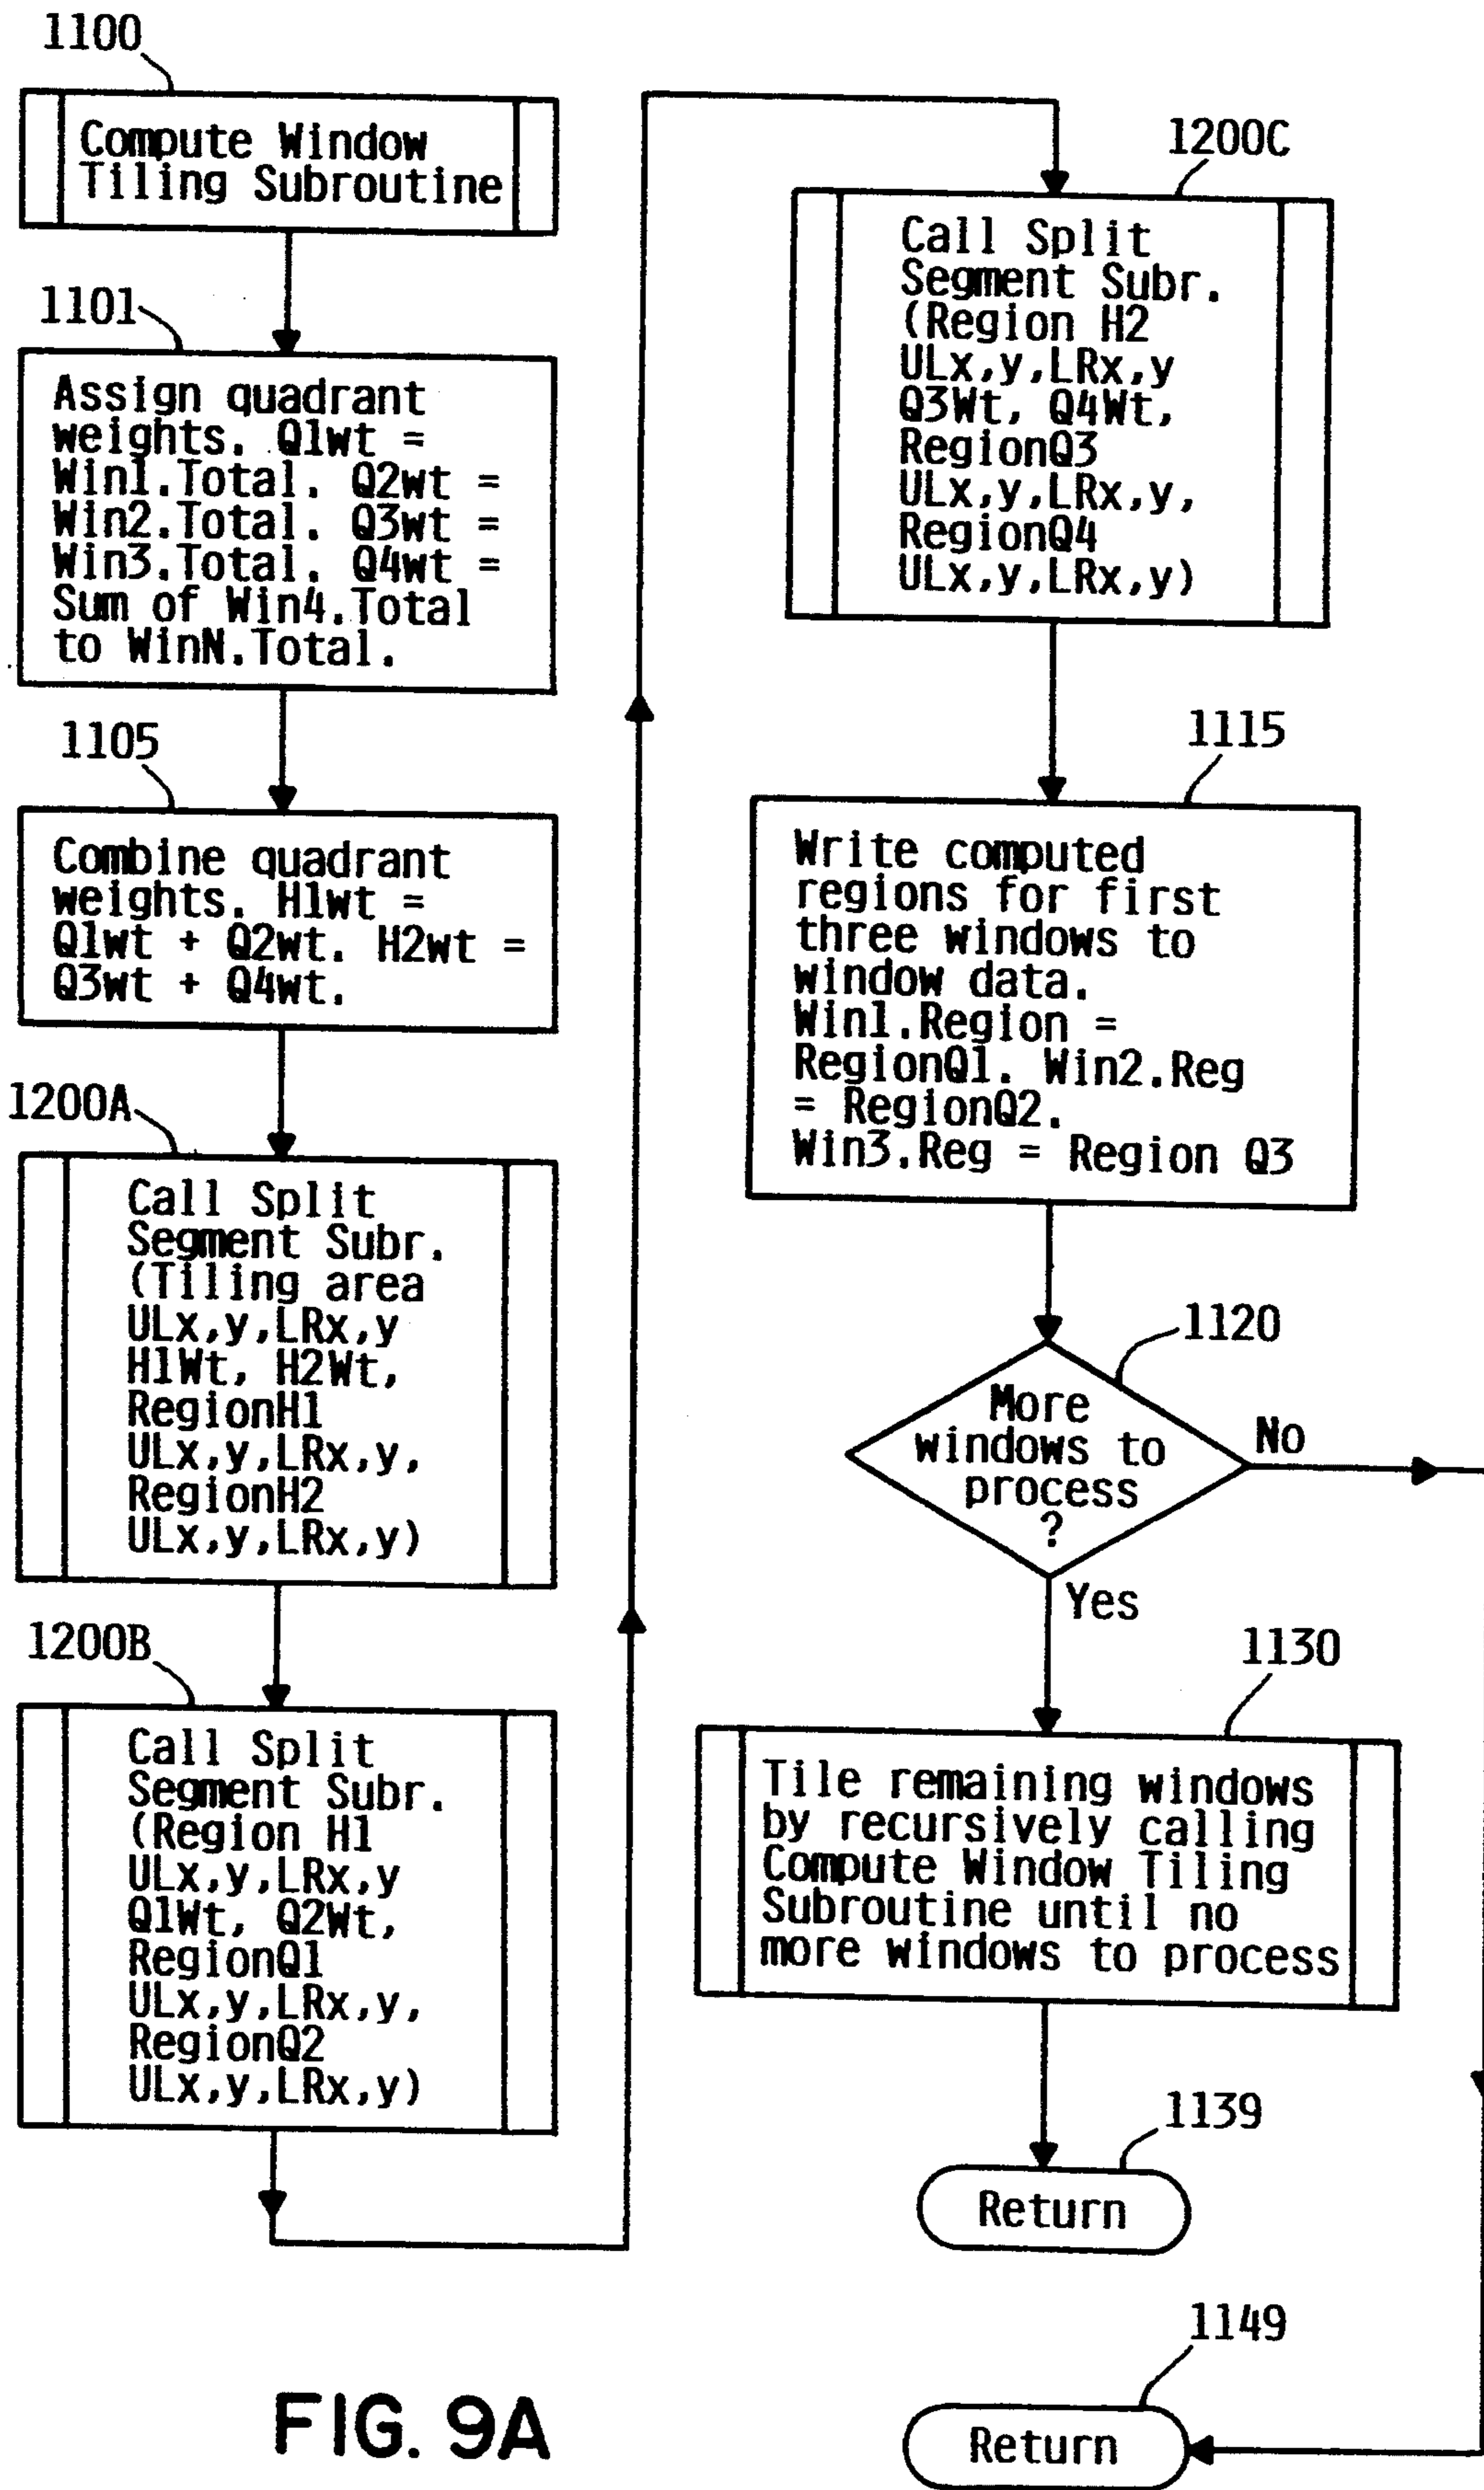 1100
Compute Window
Tiling Subroutine
1101
Assign quadrant
weights. Q1wt =
Win1.Total. Q2wt =
Win2.Total. Q3wt =
Win3.Total. Q4wt =
Sum of Win4.Total
to WinN.Total.
1105
Combine quadrant
weights. H1wt =
Q1wt + Q2wt. H2wt =
Q3wt + Q4wt.
1200A
Call Split
Segment Subr.
(Tiling area
ULx,y,LRx,y
H1Wt, H2Wt,
RegionH1
ULx,y,LRx,y,
RegionH2
ULx,y,LRx,y)
1200B
Call Split
Segment Subr.
(Region H1
ULx,y,LRx,y
Q1Wt, Q2Wt,
RegionQ1
ULx,y,LRx,y,
RegionQ2
ULx,y,LRx,y)
1200C
Call Split
Segment Subr.
(Region H2
ULx,y,LRx,y
Q3Wt, Q4Wt,
RegionQ3
ULx,y,LRx,y,
RegionQ4
ULx,y,LRx,y)
1115
Write computed
regions for first
three windows to
window data.
Win1.Region =
RegionQ1. Win2.Reg
= RegionQ2.
Win3.Reg = Region Q3
1120
More
windows to
process
?
No
Yes
1130
Tile remaining windows
by recursively calling
Compute Window Tiling
Subroutine until no
more windows to process
1139
Return
1149
Return
FIG. 9A